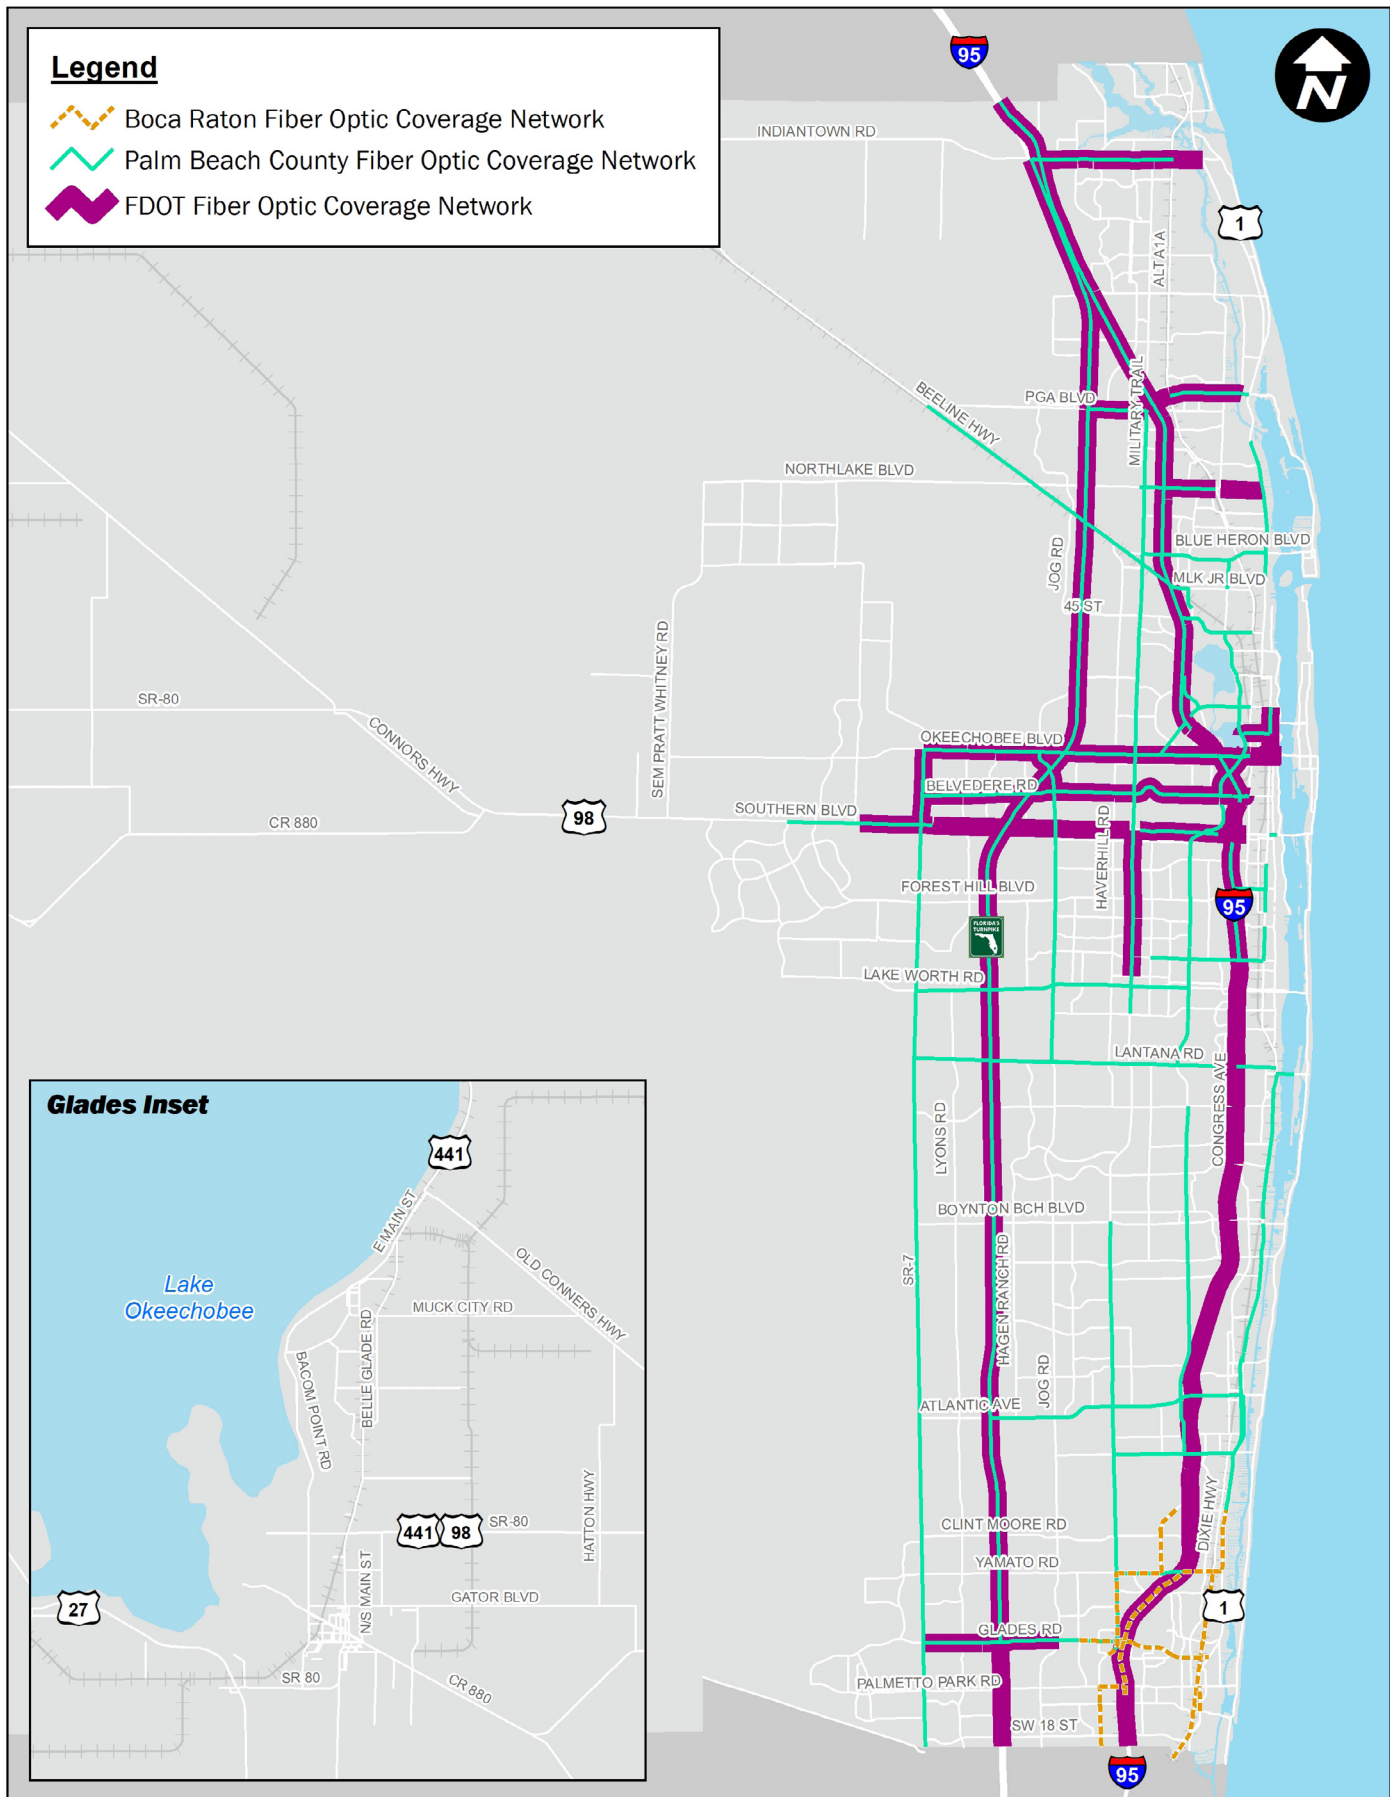 95
N
Legend
Boca Raton Fiber Optic Coverage Network
Palm Beach County Fiber Optic Coverage Network
FDOT Fiber Optic Coverage Network
INDIANTOWN RD
1
ALT A1A
MILITARY TRAIL
BEELINE HWY
PGA BLVD
NORTHLAKE BLVD
BLUE HERON BLVD
JOG RD
MLK JR BLVD
45 ST
SEM PRATT WHITNEY RD
SR-80
CONNORS HWY
OKEECHOBEE BLVD
BELVEDERE RD
SOUTHERN BLVD
98
CR 880
HAVERHILL RD
FOREST HILL BLVD
95
FLORIDA'S
TURNPIKE
LAKE WORTH RD
LANTANA RD
CONGRESS AVE
LYONS RD
BOYNTON BCH BLVD
SR-7
HAGEN RANCH RD
JOG RD
ATLANTIC AVE
DIXIE HWY
CLINT MOORE RD
YAMATO RD
1
GLADES RD
PALMETTO PARK RD
SW 18 ST
95
Glades Inset
441
E MAIN ST
OLD CONNERS HWY
Lake
Okeechobee
MUCK CITY RD
BELLE GLADE RD
BACOM POINT RD
HATTON HWY
441
98
SR-80
N/S MAIN ST
27
GATOR BLVD
SR 80
CR 880